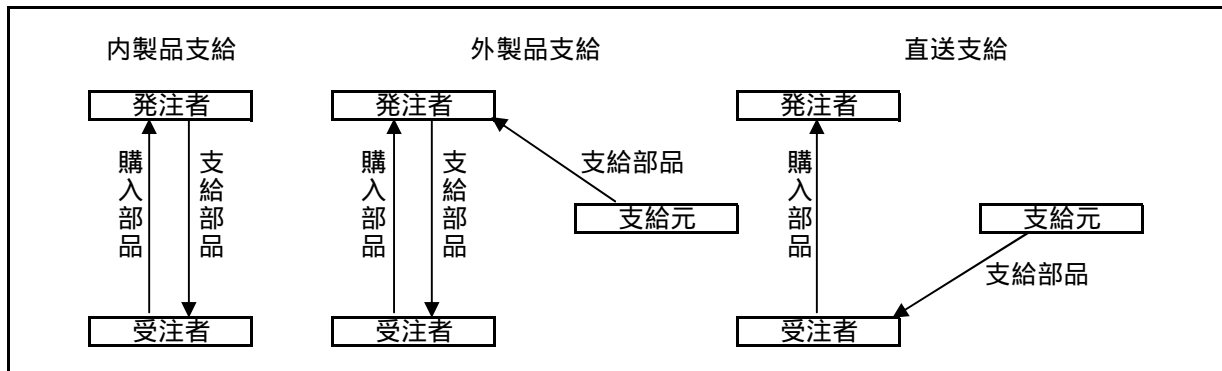 内製品支給
発注者
購入部品
支給部品
受注者
外製品支給
発注者
購入部品
支給部品
支給部品
支給元
受注者
直送支給
発注者
購入部品
支給元
支給部品
受注者